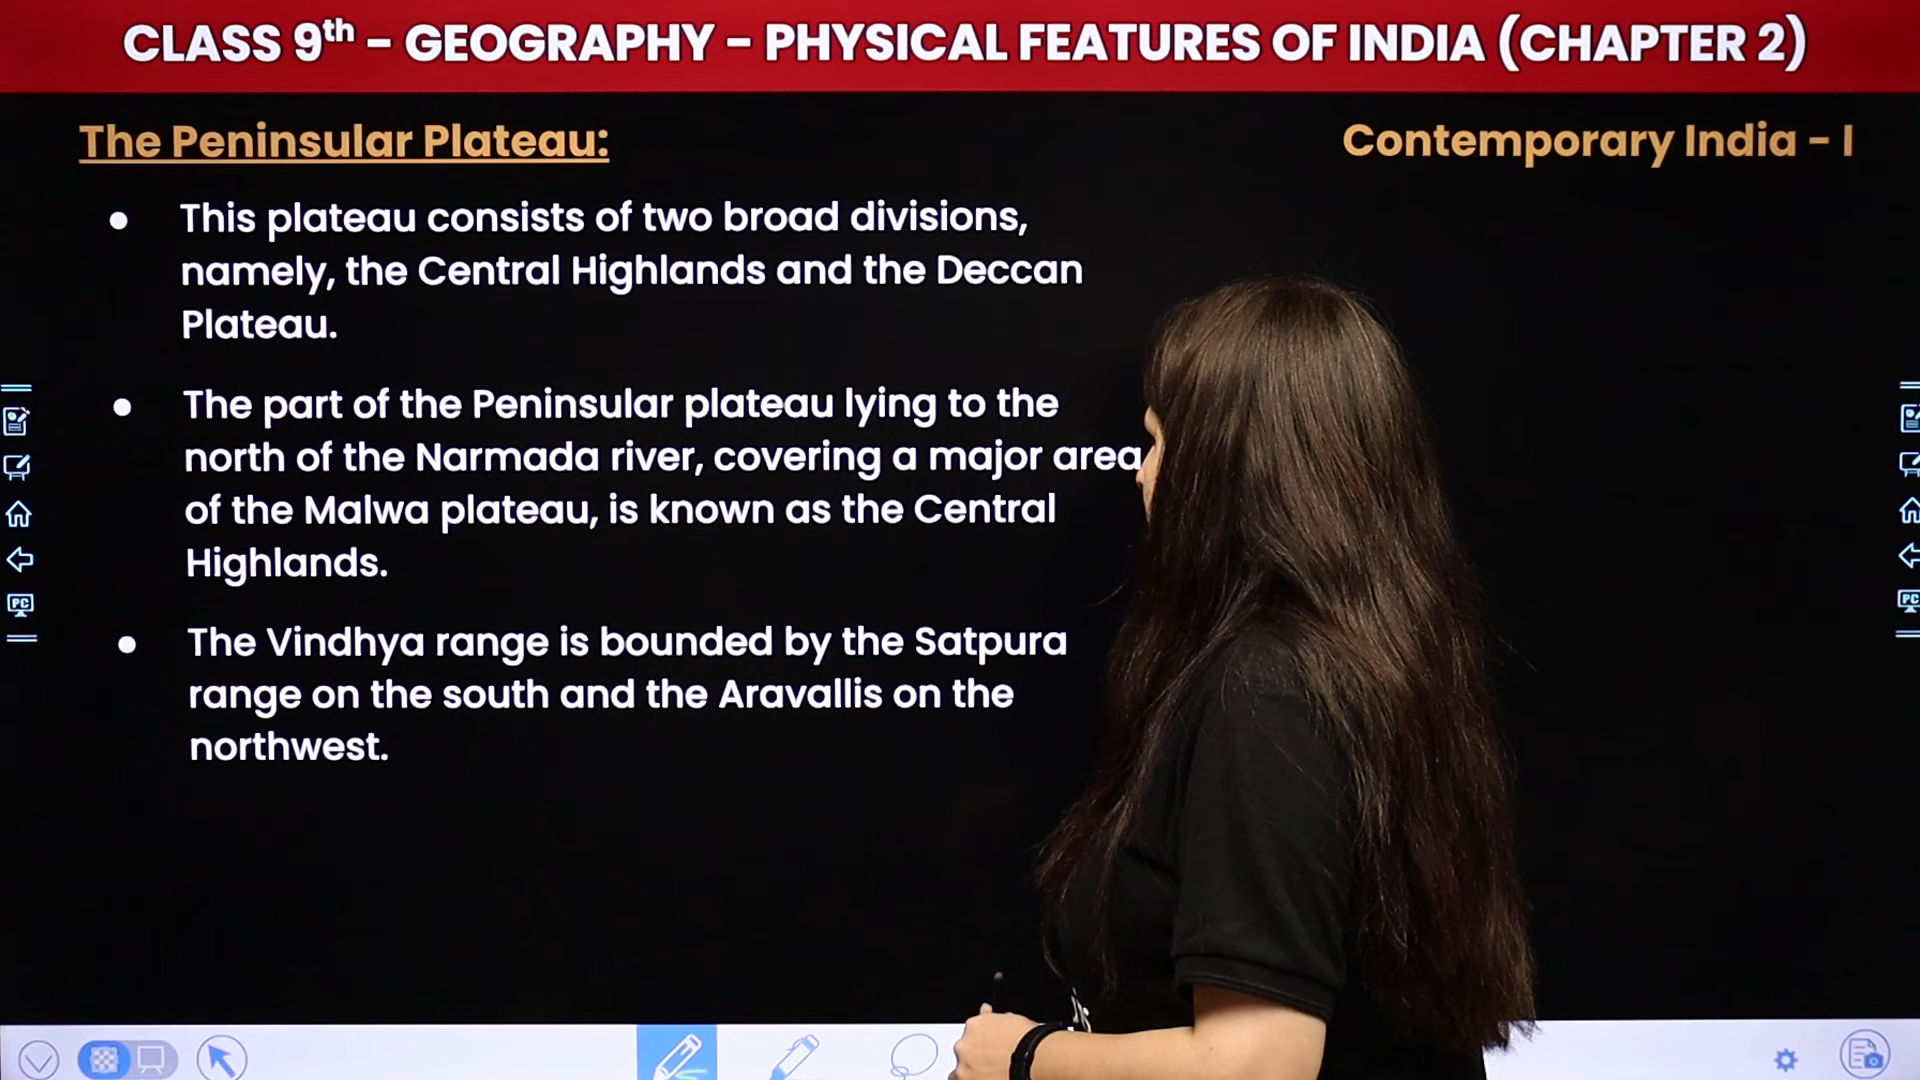 CLASS 9th - GEOGRAPHY - PHYSICAL FEATURES OF INDIA (CHAPTER 2)
The Peninsular Plateau:
Contemporary India - I
• This plateau consists of two broad divisions,
namely, the Central Highlands and the Deccan
Plateau.
• The part of the Peninsular plateau lying to the
north of the Narmada river, covering a major area
of the Malwa plateau, is known as the Central
Highlands.
• The Vindhya range is bounded by the Satpura
range on the south and the Aravallis on the
northwest.
PC
PC